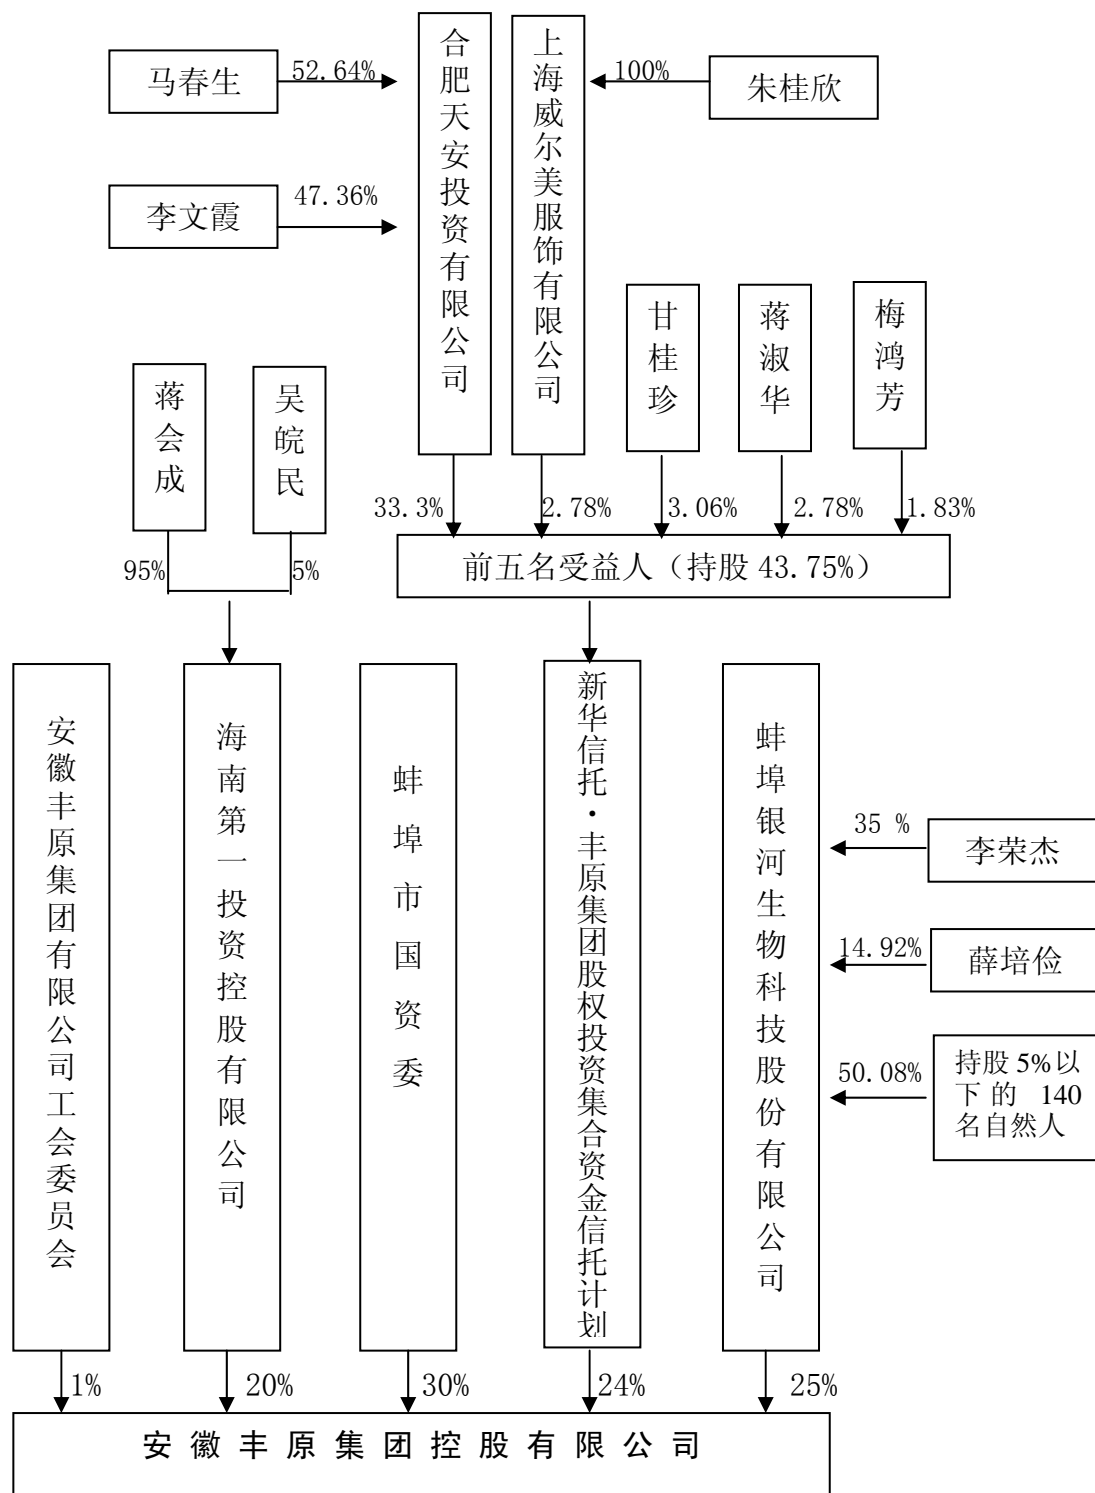 马春生
52.64%
合肥天安投资有限公司
上海威尔美服饰有限公司
100%
朱桂欣
李文霞
47.36%
甘桂珍
蒋淑华
梅鸿芳
蒋会成
吴皖民
33.3%
2.78%
3.06%
2.78%
1.83%
95%
5%
前五名受益人（持股 43.75%）
安徽丰原集团有限公司工会委员会
海南第一投资控股有限公司
蚌埠市国资委
新华信托·丰原集团股权投资集合资金信托计划
蚌埠银河生物科技股份有限公司
35 %
李荣杰
14.92%
薛培俭
50.08%
持股 5%以
下的 140
名自然人
1%
20%
30%
24%
25%
安徽丰原集团控股有限公司